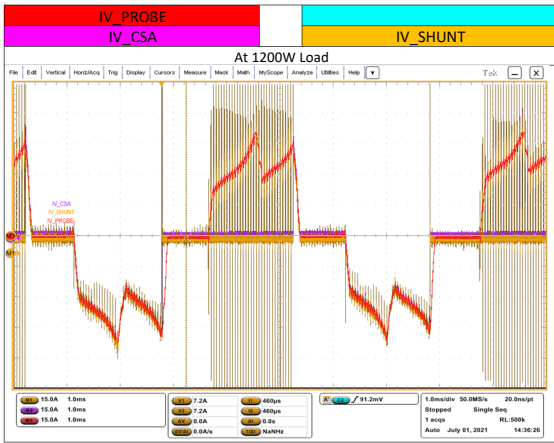 IV_PROBE
IV_CSA
IV_SHUNT
At 1200W Load
File Edit Vertical Horiz/Acq Trig Display Cursors Measure Mask Math MyScope Analyze Utilities Help
Tek
X
IV_CSA
IV_SHUNT
IV_PROBE
M1 15.0A 1.0ms
M2 15.0A 1.0ms
15.0A 1.0ms
V1 7.2A
V2 7.2A
ΔV 0.0A
ΔV/Δt 0.0A/s
t1 460µs
t2 460µs
Δt 0.0s
1/Δt NaNHz
91.2mV
1.0ms/div 50.0MS/s 20.0ns/pt
Stopped Single Seq
1 acqs RL:500k
Auto July 01, 2021 14:36:26